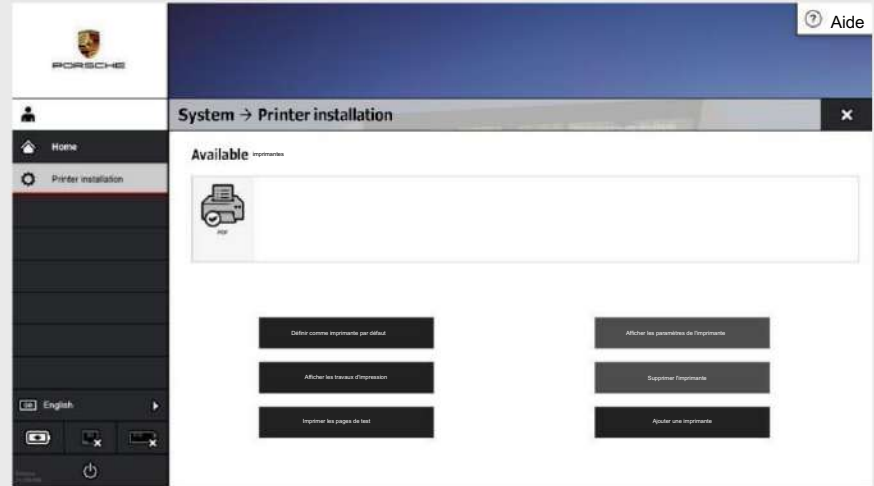 Aide
PORSCHE
System → Printer installation
Home
Available imprimantes
Printer installation
PDF
Définir comme imprimante par défaut
Afficher les paramètres de l'imprimante
Afficher les travaux d'impression
Supprimer l'imprimante
English
Imprimer les pages de test
Ajouter une imprimante